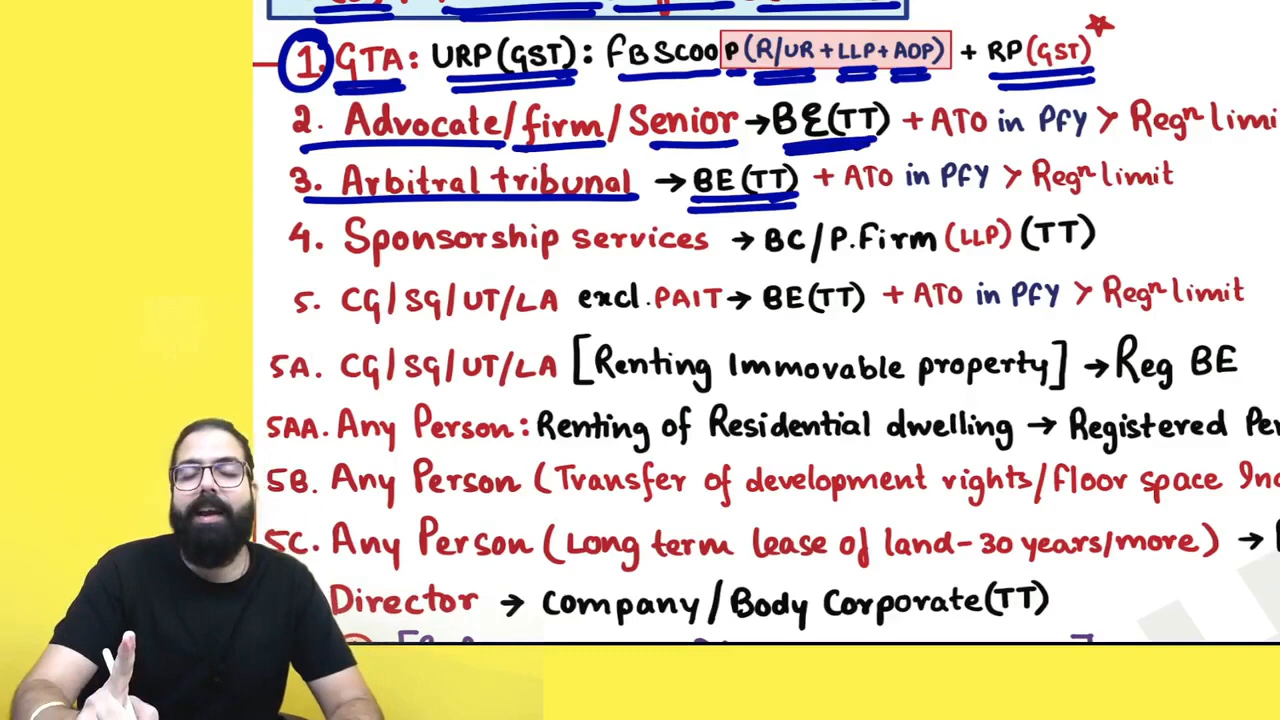 1. GTA: URP(GST): FBSCOOP(R/UR+LLP+AOP) + RP(GST)
2. Advocate/firm/Senior → BE(TT) + ATO in PFY > Regn limi
3. Arbitral tribunal → BE(TT) + ATO in PFY > Regn limit
4. Sponsorship services → BC/P.Firm (LLP) (TT)
5. CG/SG/UT/LA excl. PAIT → BE(TT) + ATO in PFY > Regn limit
5A. CG/SG/UT/LA [Renting Immovable property] → Reg BE
5AA. Any Person: Renting of Residential dwelling → Registered Per
5B. Any Person (Transfer of development rights/floor space Inc
5C. Any Person (Long term lease of land-30 years/more) →
Director → Company/Body Corporate(TT)